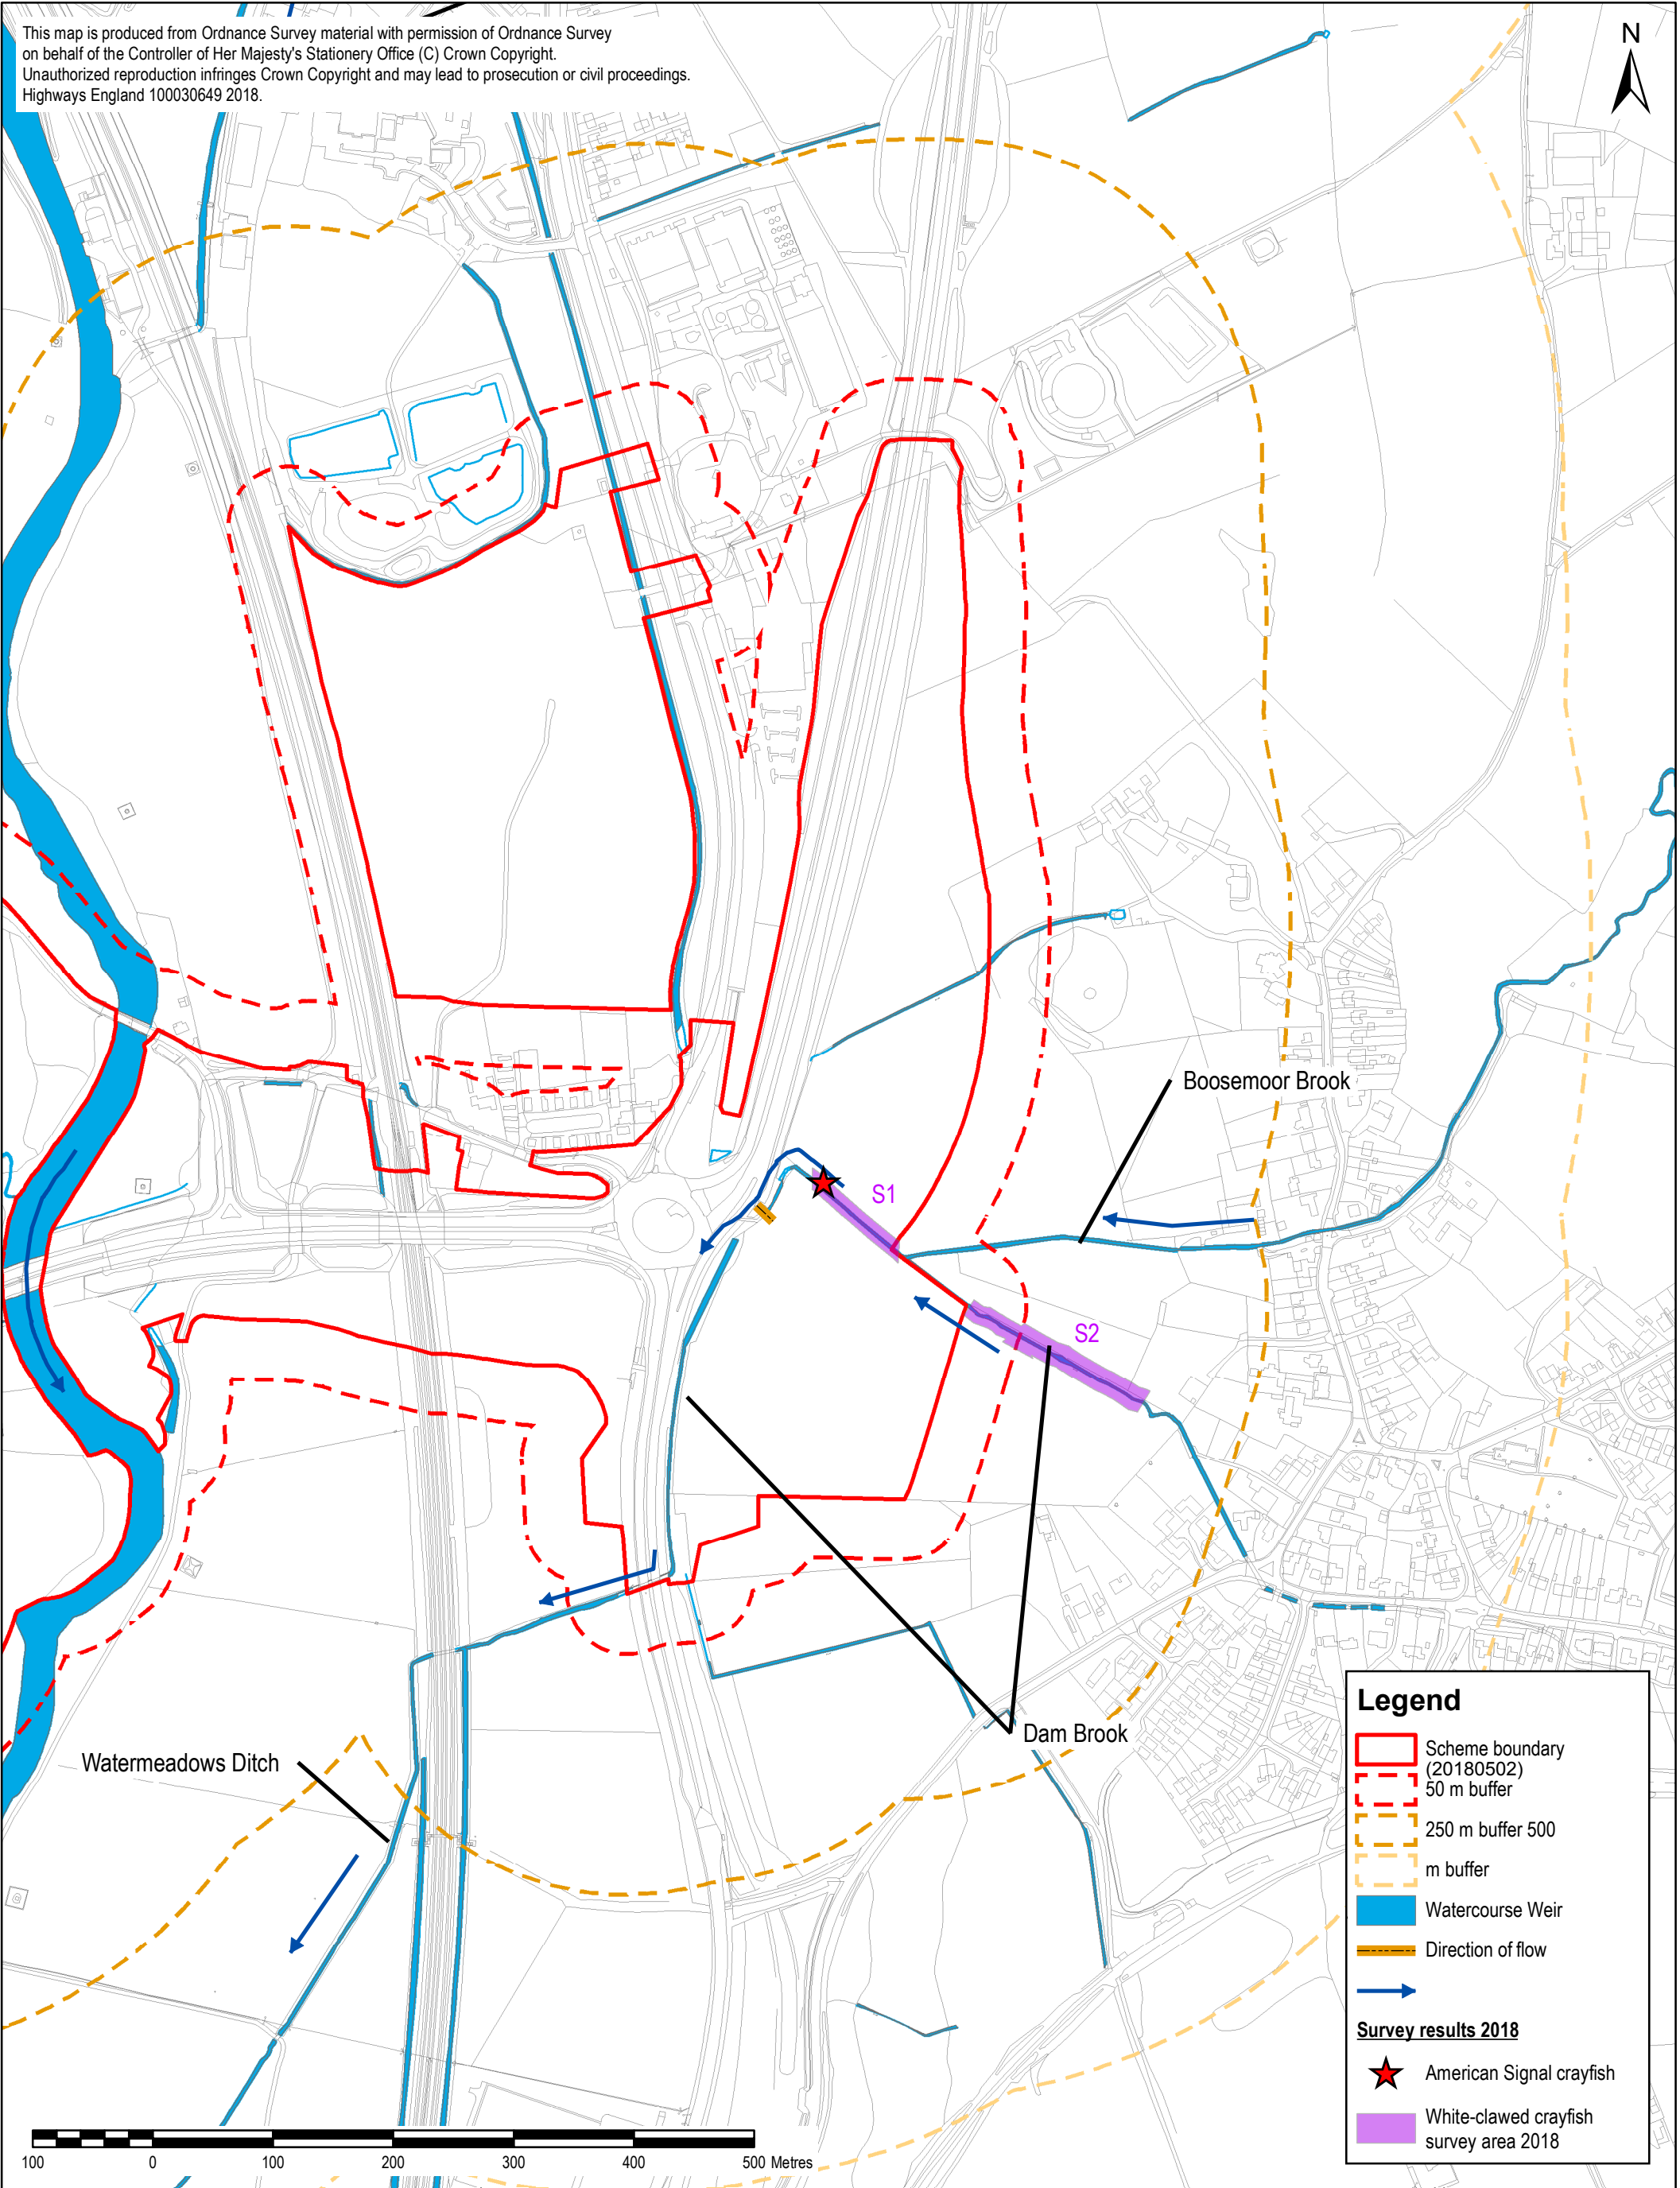 This map is produced from Ordnance Survey material with permission of Ordnance Survey
on behalf of the Controller of Her Majesty's Stationery Office (C) Crown Copyright.
Unauthorized reproduction infringes Crown Copyright and may lead to prosecution or civil proceedings.
Highways England 100030649 2018.
N
Boosemoor Brook
S1
S2
Dam Brook
Watermeadows Ditch
Legend
Scheme boundary
(20180502)
50 m buffer
250 m buffer 500
m buffer
Watercourse Weir
Direction of flow
Survey results 2018
American Signal crayfish
White-clawed crayfish
survey area 2018
100 0 100 200 300 400 500 Metres